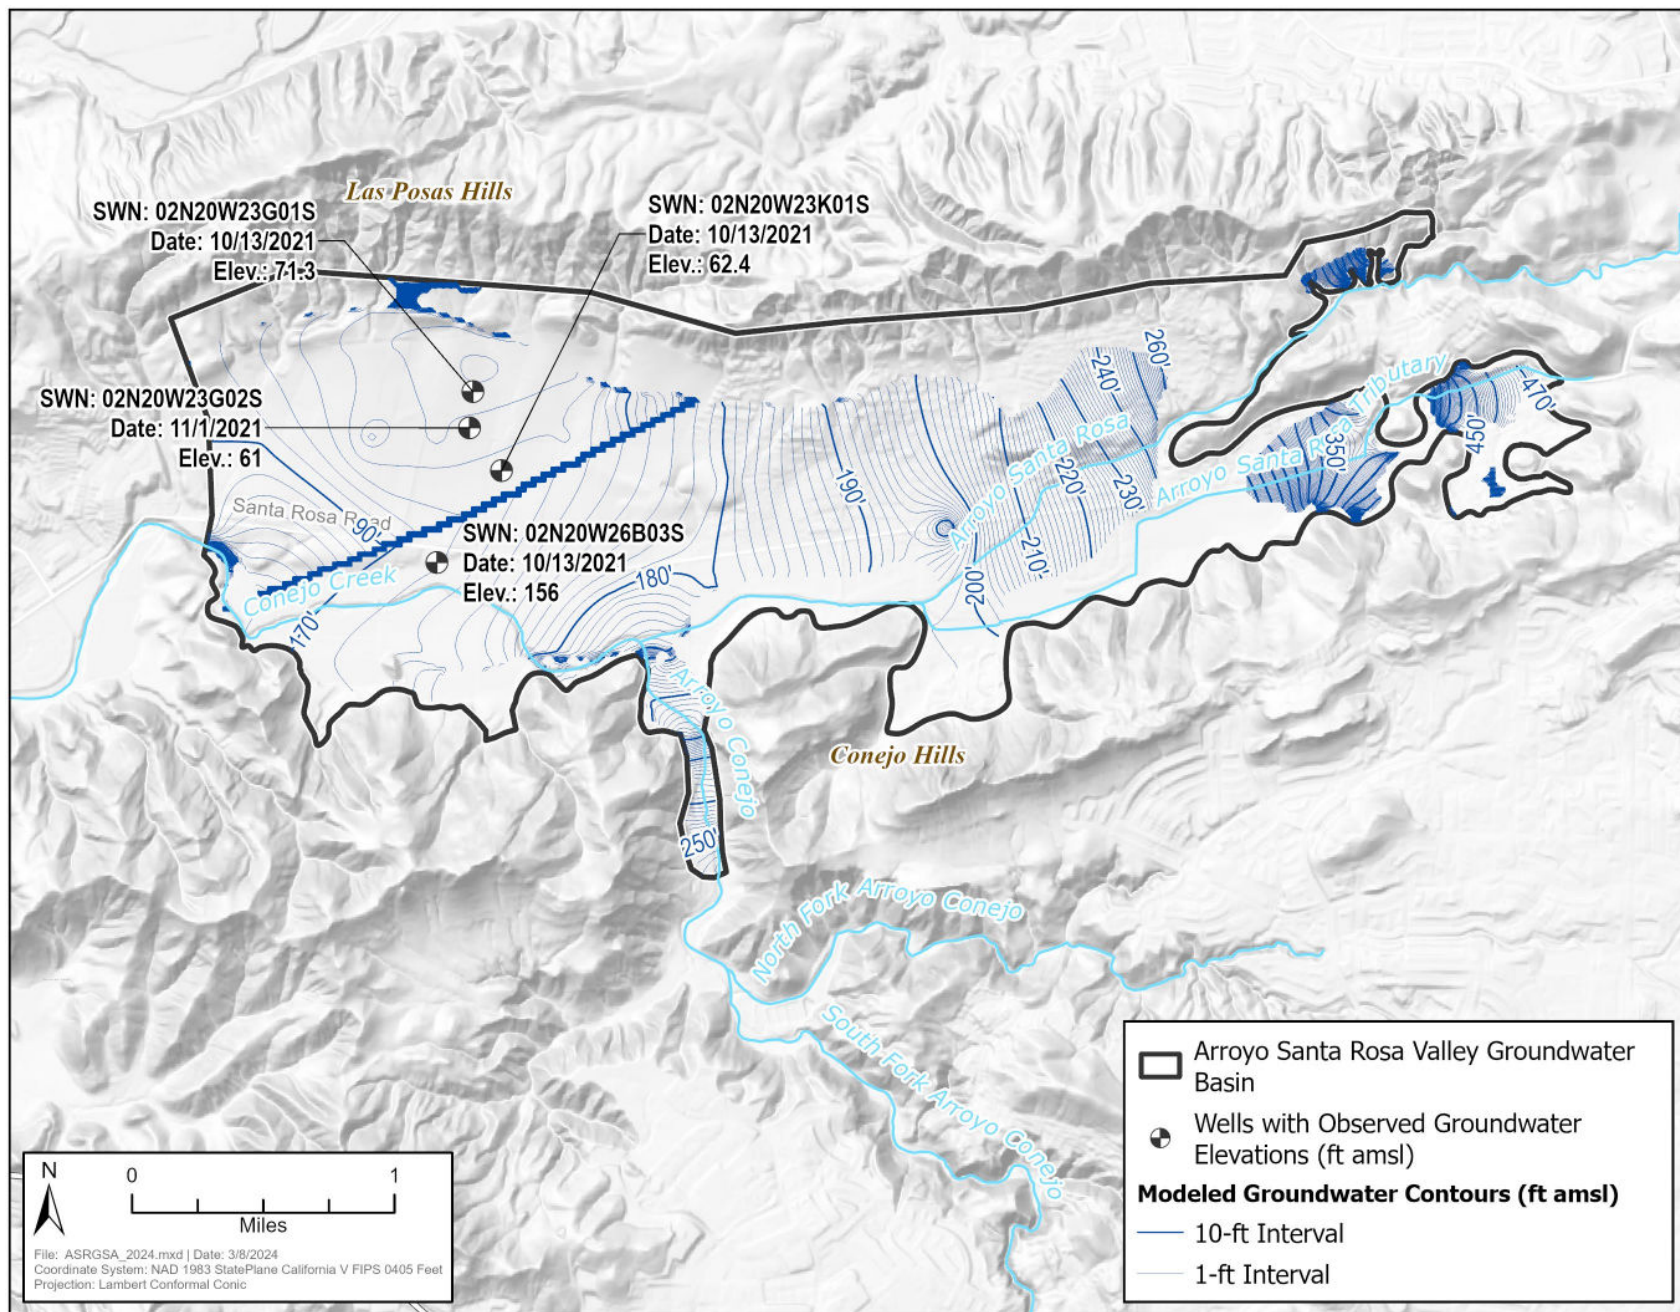 Las Posas Hills
SWN: 02N20W23G01S
Date: 10/13/2021
Elev.: 71.3
SWN: 02N20W23K01S
Date: 10/13/2021
Elev.: 62.4
SWN: 02N20W23G02S
Date: 11/1/2021
Elev.: 61
SWN: 02N20W26B03S
Date: 10/13/2021
Elev.: 156
Santa Rosa Road
90'
Conejo Creek
170'
180'
190'
200'
210'
220'
230'
240'
260'
Arroyo Santa Rosa
Arroyo Santa Rosa Tributary
350'
450'
470'
Arroyo Conejo
250'
Conejo Hills
North Fork Arroyo Conejo
South Fork Arroyo Conejo
N
0 1
Miles
File: ASRGSA_2024.mxd | Date: 3/8/2024
Coordinate System: NAD 1983 StatePlane California V FIPS 0405 Feet
Projection: Lambert Conformal Conic
Arroyo Santa Rosa Valley Groundwater
Basin
Wells with Observed Groundwater
Elevations (ft amsl)
Modeled Groundwater Contours (ft amsl)
10-ft Interval
1-ft Interval